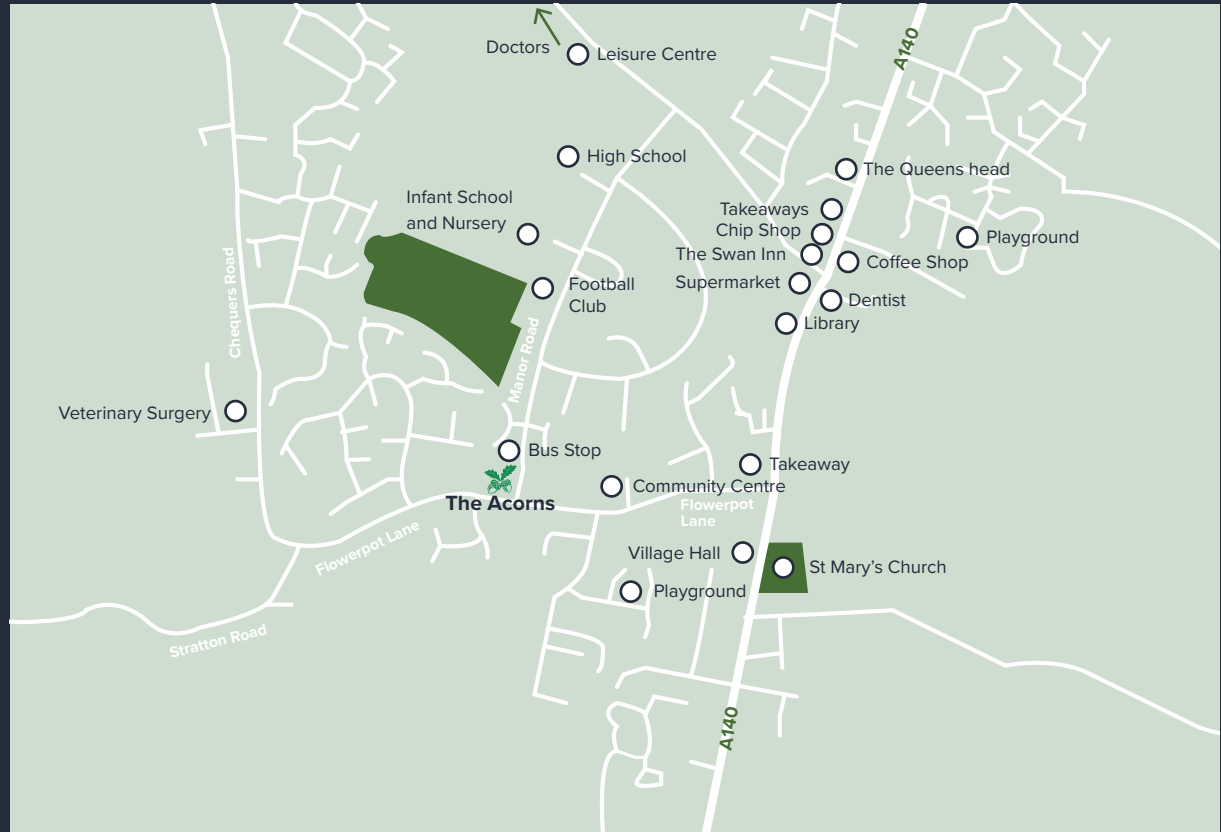 A140
Doctors
Leisure Centre
High School
The Queens head
Infant School
and Nursery
Takeaways
Chip Shop
Playground
The Swan Inn
Coffee Shop
Supermarket
Football
Club
Dentist
Chequers Road
Library
Manor Road
Veterinary Surgery
Bus Stop
Takeaway
Community Centre
The Acorns
Flowerpot
Lane
Flowerpot Lane
Village Hall
St Mary’s Church
Playground
Stratton Road
A140